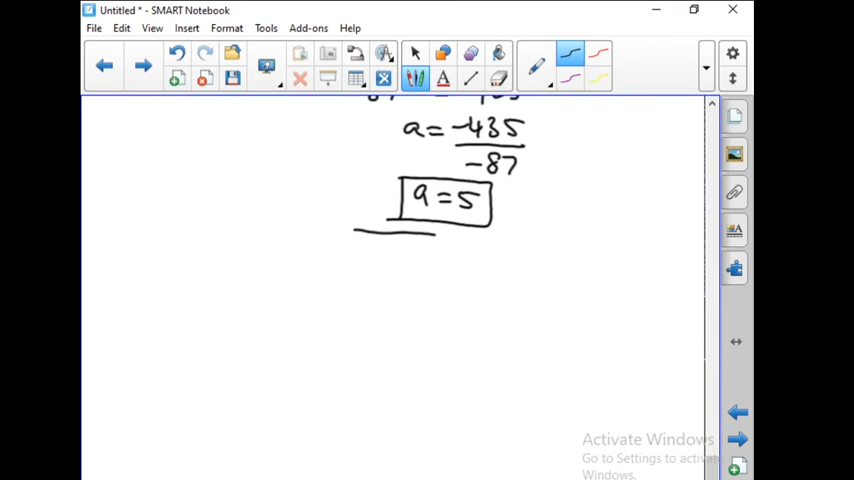 Untitled * - SMART Notebook
File Edit View Insert Format Tools Add-ons Help
a = -435
-87
a = 5
Activate Windows
Go to Settings to activate
Windows.